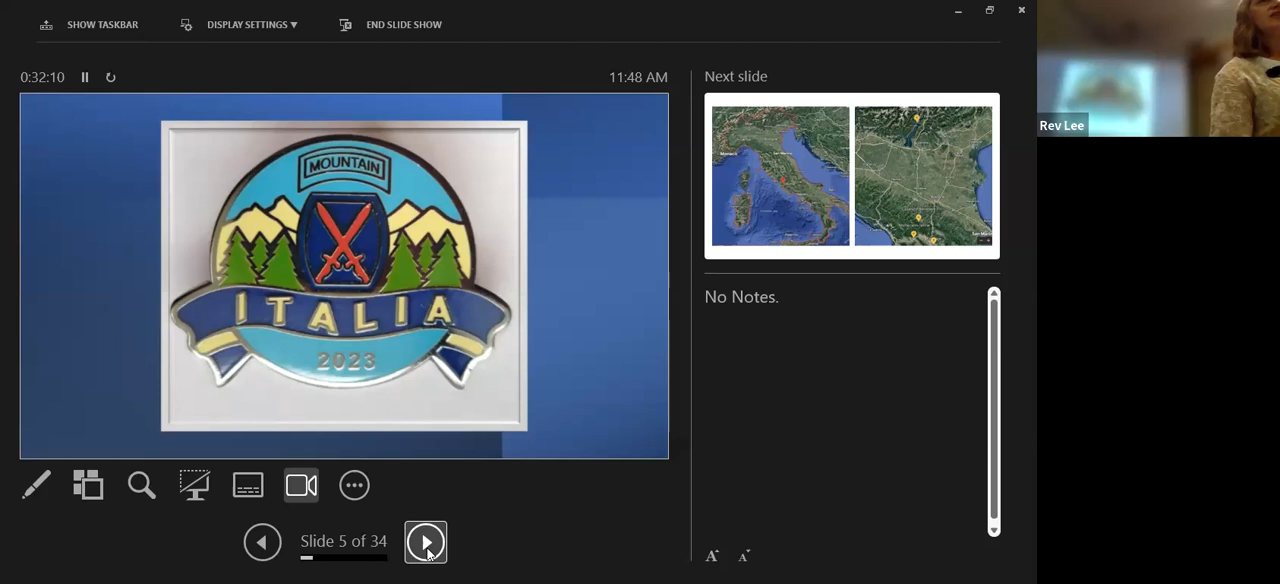 SHOW TASKBAR
DISPLAY SETTINGS ▼
END SLIDE SHOW
0:32:10
11:48 AM
Next slide
MOUNTAIN
ITALIA
2023
Monaco
Rev Lee
No Notes.
Slide 5 of 34
A
A